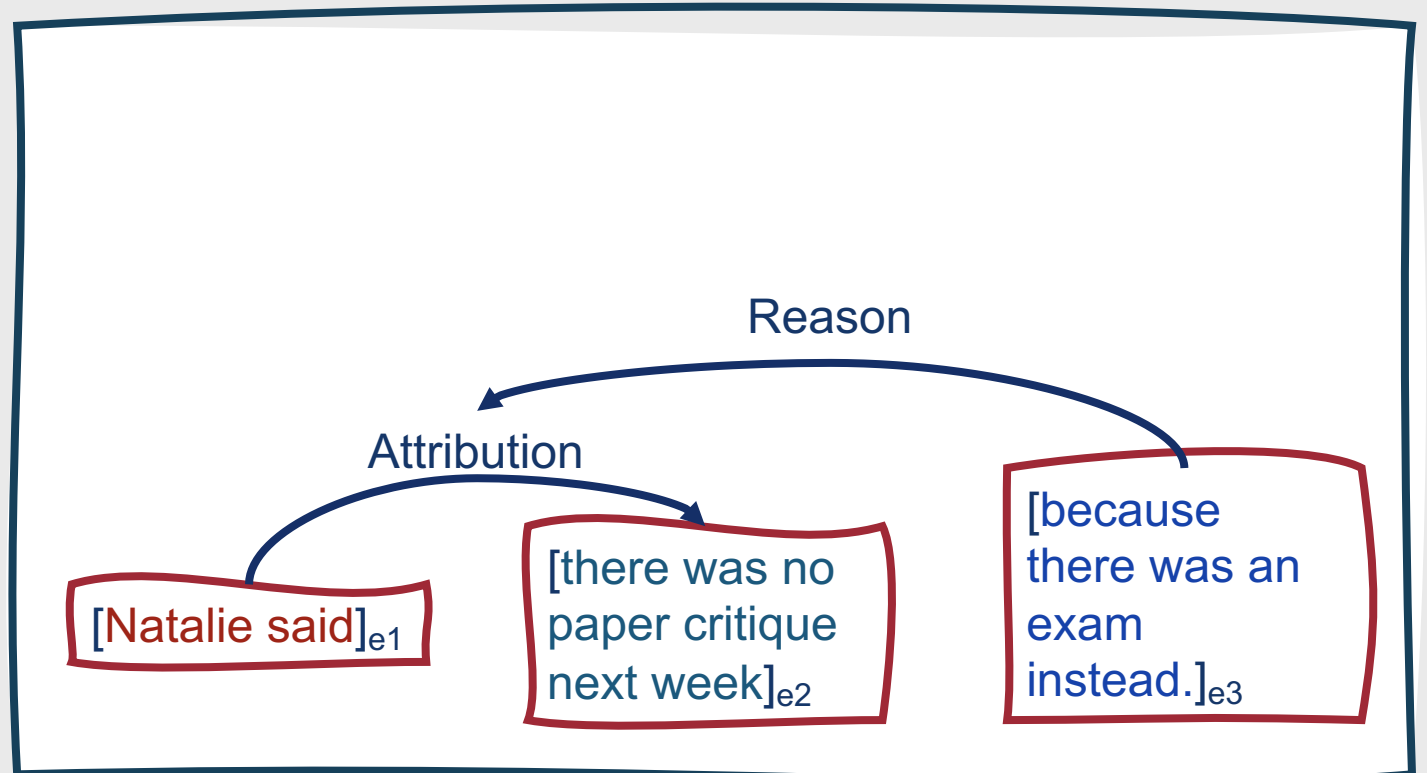 Reason
Attribution
[Natalie said]e1
[there was no
paper critique
next week]e2
[because
there was an
exam
instead.]e3